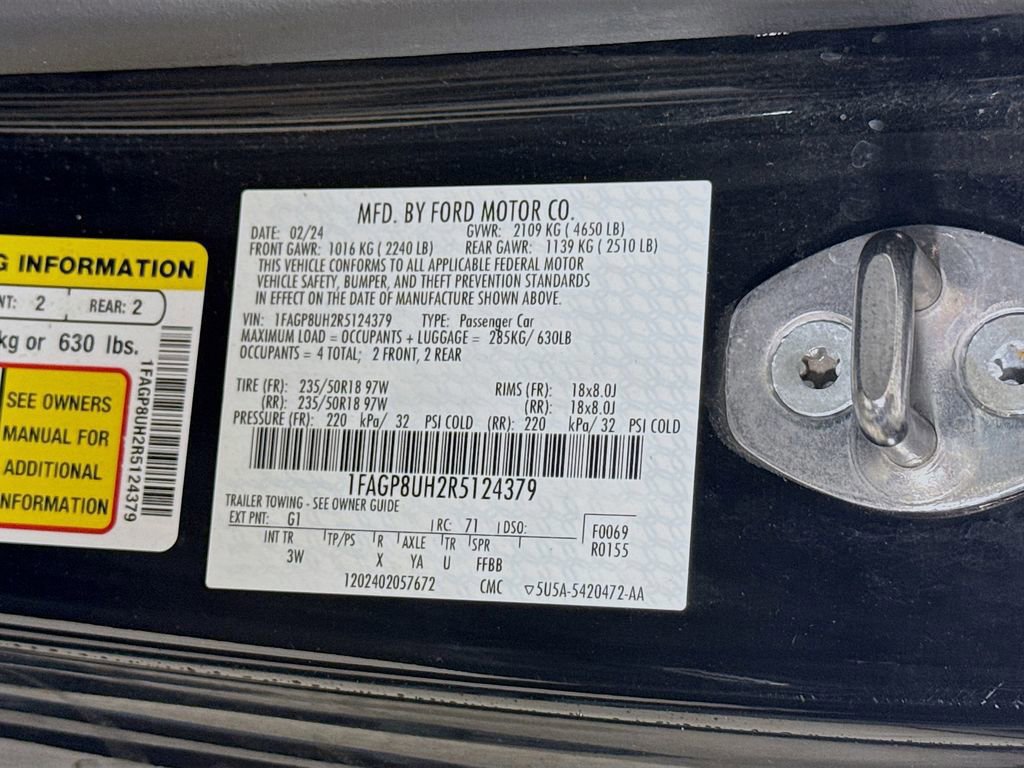 MFD. BY FORD MOTOR CO.
DATE: 02/24 GVWR: 2109 KG ( 4650 LB)
FRONT GAWR: 1016 KG ( 2240 LB) REAR GAWR: 1139 KG ( 2510 LB)
THIS VEHICLE CONFORMS TO ALL APPLICABLE FEDERAL MOTOR
VEHICLE SAFETY, BUMPER, AND THEFT PREVENTION STANDARDS
IN EFFECT ON THE DATE OF MANUFACTURE SHOWN ABOVE.
VIN: 1FAGP8UH2R5124379 TYPE: Passenger Car
MAXIMUM LOAD = OCCUPANTS + LUGGAGE = 285KG/ 630LB
OCCUPANTS = 4 TOTAL; 2 FRONT, 2 REAR
TIRE (FR): 235/50R18 97W RIMS (FR): 18x8.0J
(RR): 235/50R18 97W (RR): 18x8.0J
PRESSURE (FR): 220 kPa/ 32 PSI COLD (RR): 220 kPa/ 32 PSI COLD
1FAGP8UH2R5124379
TRAILER TOWING - SEE OWNER GUIDE
EXT PNT: G1 RC: 71 DSO: F0069
INT TR TP/PS R AXLE TR SPR R0155
3W X YA U FFBB
1202402057672 CMC ▽5U5A-5420472-AA
G INFORMATION
NT: 2 REAR: 2
kg or 630 lbs.
SEE OWNERS
MANUAL FOR
ADDITIONAL
INFORMATION
1FAGP8UH2R5124379